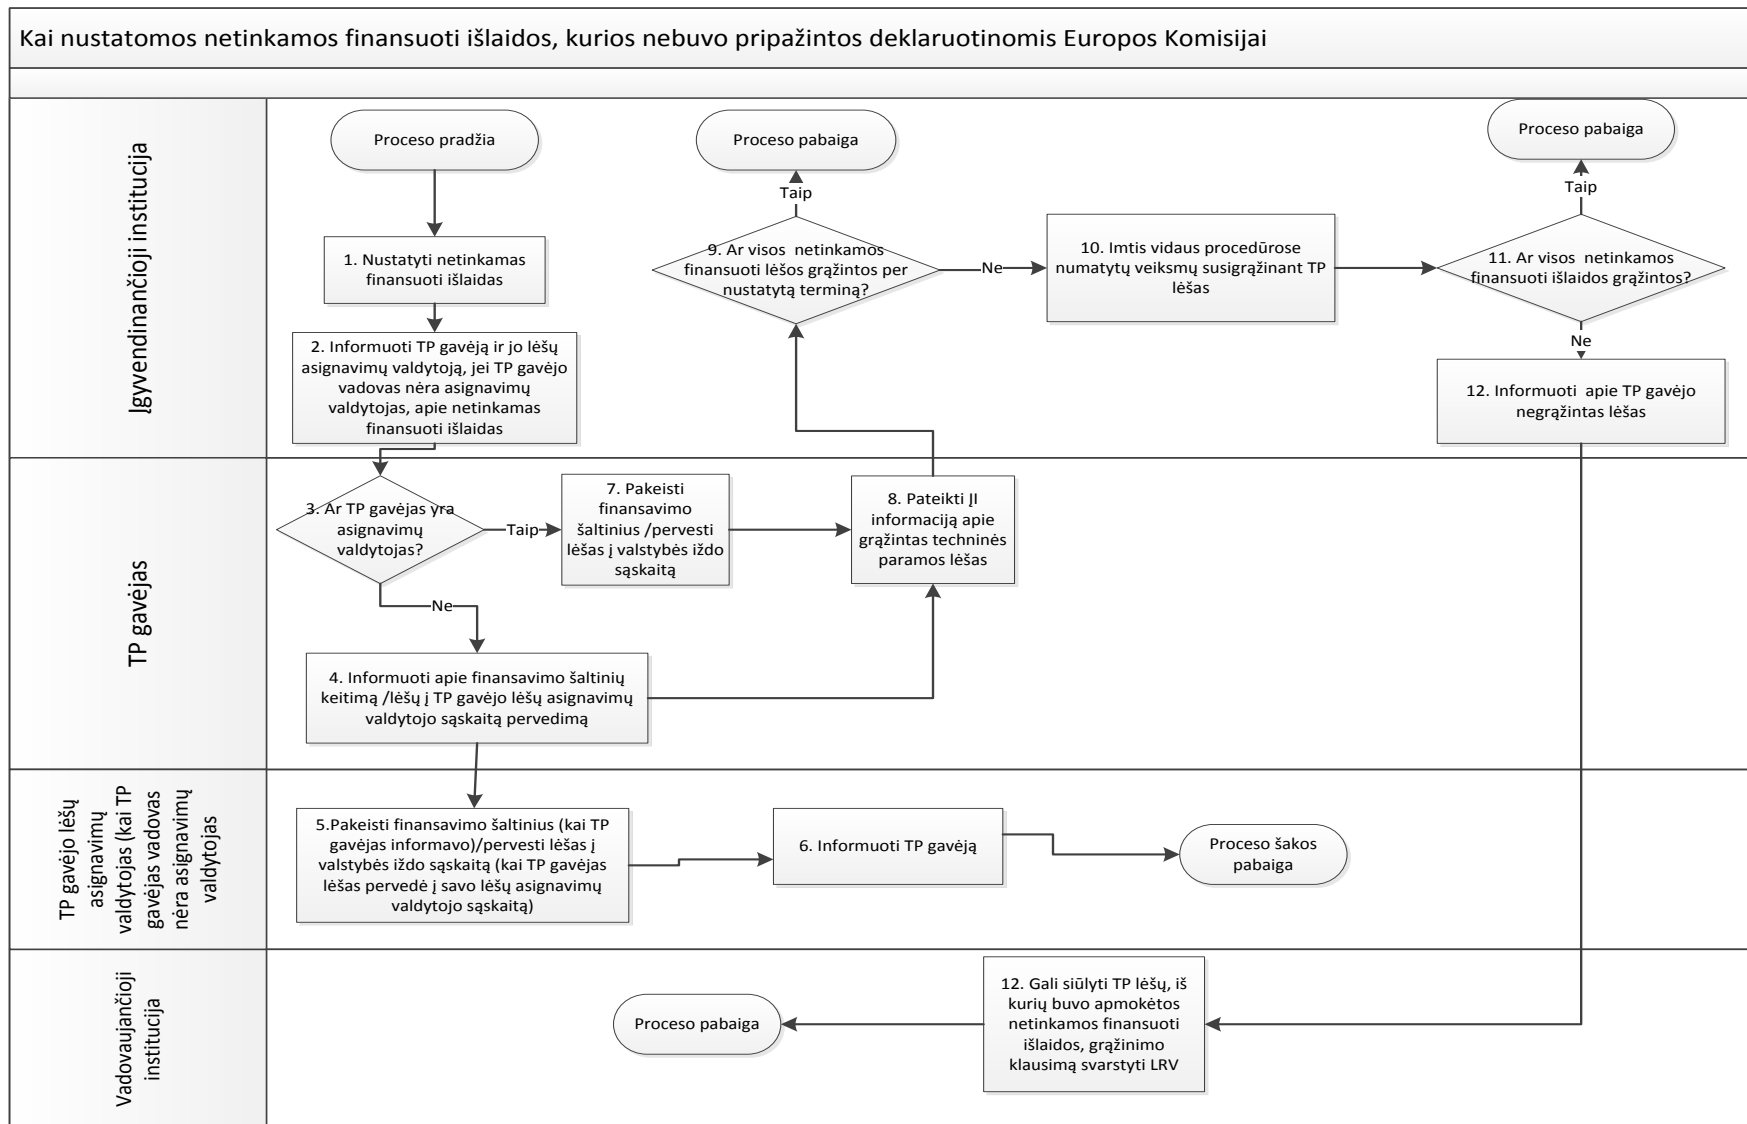 Kai nustatomos netinkamos finansuoti išlaidos, kurios nebuvo pripažintos deklaruotinomis Europos Komisijai
Įgyvendinančioji institucija
Proceso pradžia
1. Nustatyti netinkamas
finansuoti išlaidas
2. Informuoti TP gavėją ir jo lėšų
asignavimų valdytoją, jei TP gavėjo
vadovas nėra asignavimų
valdytojas, apie netinkamas
finansuoti išlaidas
Proceso pabaiga
Taip
9. Ar visos  netinkamos
finansuoti lėšos grąžintos per
nustatytą terminą?
Ne
10. Imtis vidaus procedūrose
numatytų veiksmų susigrąžinant TP
lėšas
Proceso pabaiga
Taip
11. Ar visos  netinkamos
finansuoti išlaidos grąžintos?
Ne
12. Informuoti  apie TP gavėjo
negrąžintas lėšas
TP gavėjas
3. Ar TP gavėjas yra
asignavimų
valdytojas?
Taip
7. Pakeisti
finansavimo
šaltinius /pervesti
lėšas į valstybės iždo
sąskaitą
8. Pateikti ĮI
informaciją apie
grąžintas techninės
paramos lėšas
Ne
4. Informuoti apie finansavimo šaltinių
keitimą /lėšų į TP gavėjo lėšų asignavimų
valdytojo sąskaitą pervedimą
TP gavėjo lėšų
asignavimų
valdytojas (kai TP
gavėjas vadovas
nėra asignavimų
valdytojas
5.Pakeisti finansavimo šaltinius (kai TP
gavėjas informavo)/pervesti lėšas į
valstybės iždo sąskaitą (kai TP gavėjas
lėšas pervedė į savo lėšų asignavimų
valdytojo sąskaitą)
6. Informuoti TP gavėją
Proceso šakos
pabaiga
Vadovaujančioji
institucija
Proceso pabaiga
12. Gali siūlyti TP lėšų, iš
kurių buvo apmokėtos
netinkamos finansuoti
išlaidos, grąžinimo
klausimą svarstyti LRV